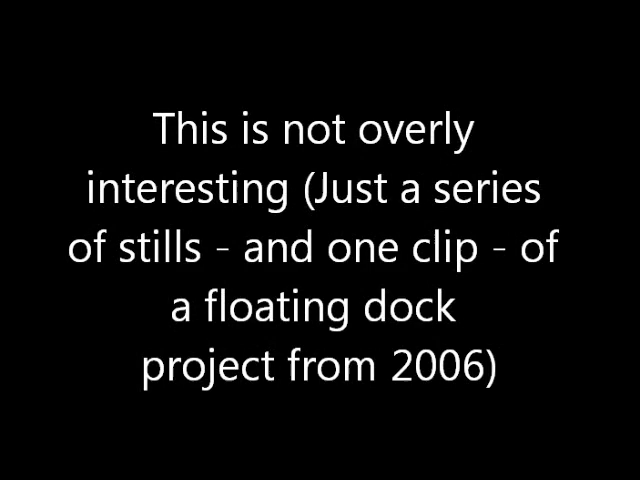 This is not overly
interesting (Just a series
of stills - and one clip - of
a floating dock
project from 2006)